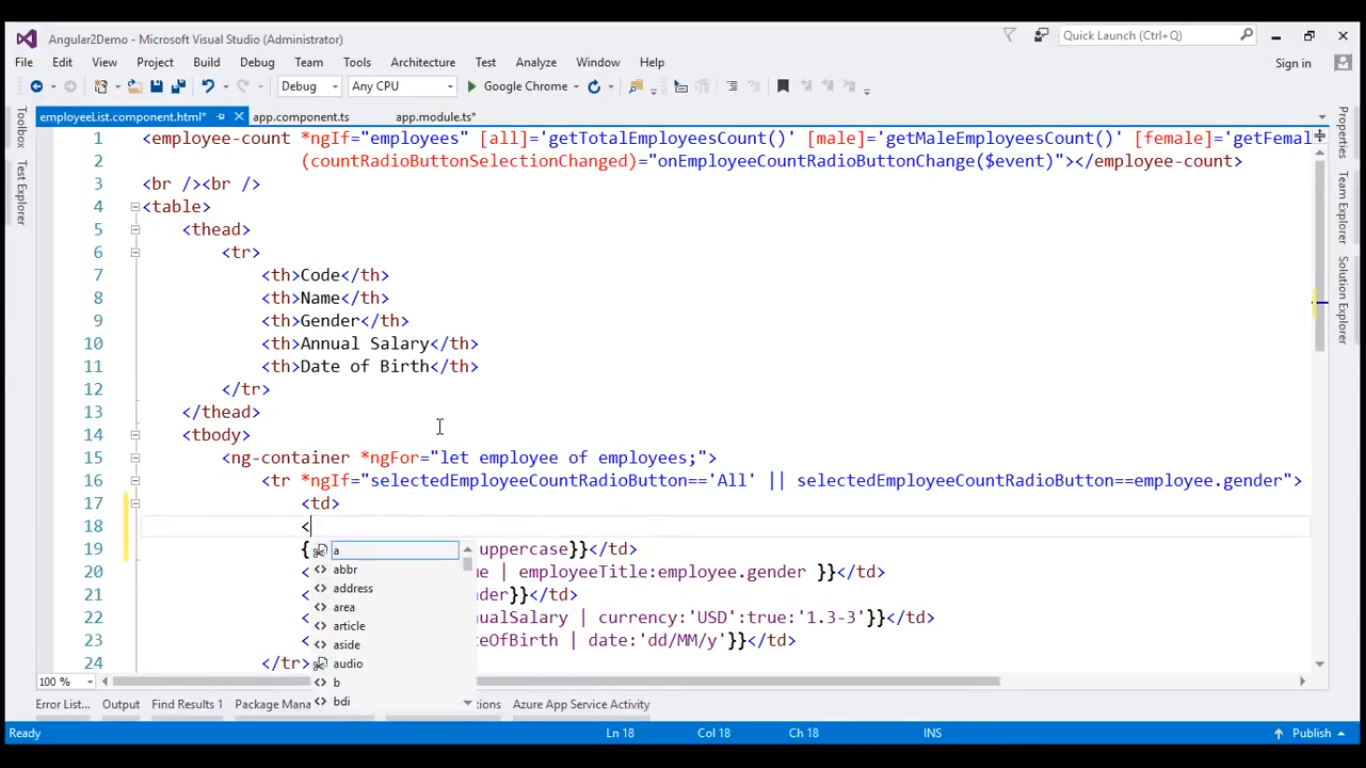 Angular2Demo - Microsoft Visual Studio (Administrator)
Quick Launch (Ctrl+Q)
File Edit View Project Build Debug Team Tools Architecture Test Analyze Window Help
Sign in
Debug Any CPU Google Chrome
Toolbox
Test Explorer
employeeList.component.html* app.component.ts app.module.ts*
Properties
Team Explorer
Solution Explorer
1 <employee-count *ngIf="employees" [all]='getTotalEmployeesCount()' [male]='getMaleEmployeesCount()' [female]='getFemal
2 (countRadioButtonSelectionChanged)="onEmployeeCountRadioButtonChange($event)"></employee-count>
3 <br /><br />
4 <table>
5 <thead>
6 <tr>
7 <th>Code</th>
8 <th>Name</th>
9 <th>Gender</th>
10 <th>Annual Salary</th>
11 <th>Date of Birth</th>
12 </tr>
13 </thead>
14 <tbody>
15 <ng-container *ngFor="let employee of employees;">
16 <tr *ngIf="selectedEmployeeCountRadioButton=='All' || selectedEmployeeCountRadioButton==employee.gender">
17 <td>
18 <
19 { uppercase}}</td>
20 < me | employeeTitle:employee.gender }}</td>
21 < der}}</td>
22 < nualSalary | currency:'USD':true:'1.3-3'}}</td>
23 < teOfBirth | date:'dd/MM/y'}}</td>
24 </tr>
a
abbr
address
area
article
aside
audio
b
bdi
100 %
Error List... Output Find Results 1 Package Mana tions Azure App Service Activity
Ready Ln 18 Col 18 Ch 18 INS Publish